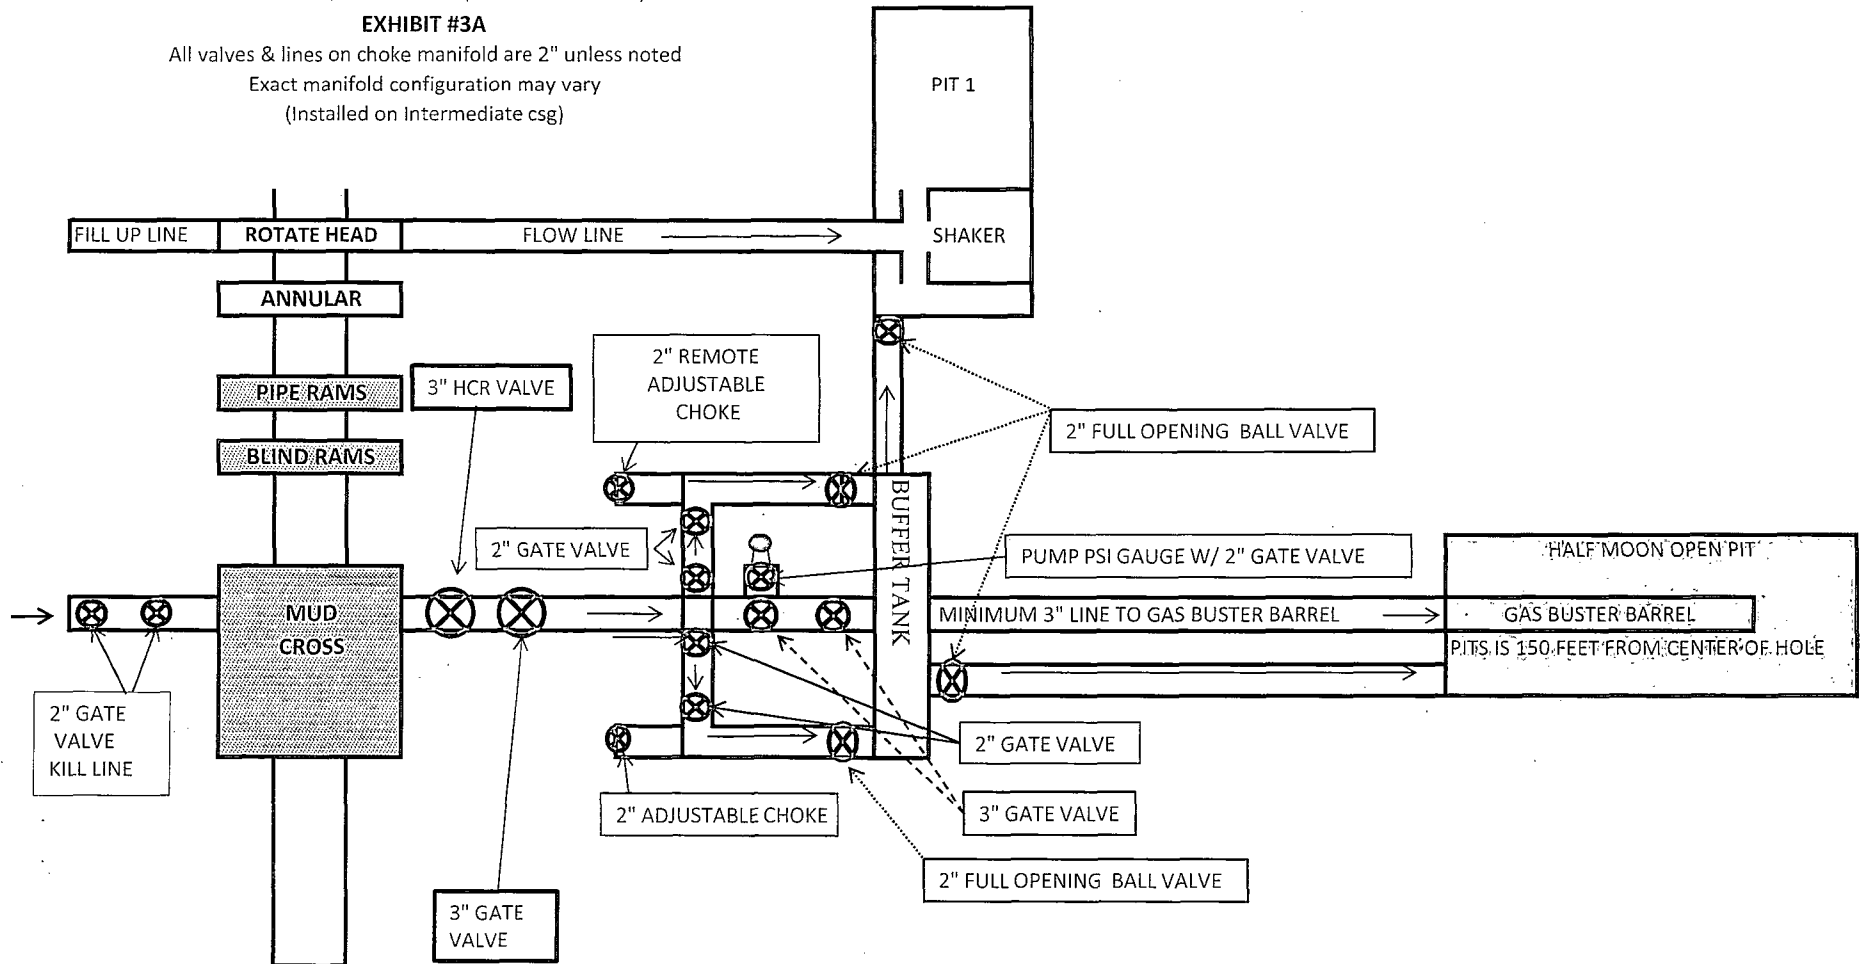 EXHIBIT #3A
All valves & lines on choke manifold are 2" unless noted
Exact manifold configuration may vary
(Installed on Intermediate csg)
PIT 1
FILL UP LINE
ROTATE HEAD
FLOW LINE
SHAKER
ANNULAR
PIPE RAMS
BLIND RAMS
3" HCR VALVE
2" REMOTE
ADJUSTABLE
CHOKE
2" FULL OPENING BALL VALVE
2" GATE VALVE
BUFFER TANK
PUMP PSI GAUGE W/ 2" GATE VALVE
HALF MOON OPEN PIT
MUD
CROSS
MINIMUM 3" LINE TO GAS BUSTER BARREL
GAS BUSTER BARREL
PITS IS 150 FEET FROM CENTER OF HOLE
2" GATE
VALVE
KILL LINE
2" GATE VALVE
2" ADJUSTABLE CHOKE
3" GATE VALVE
2" FULL OPENING BALL VALVE
3" GATE
VALVE